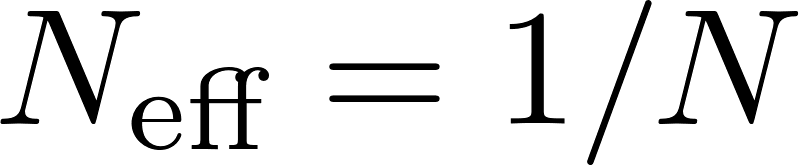 N_eff = 1/N